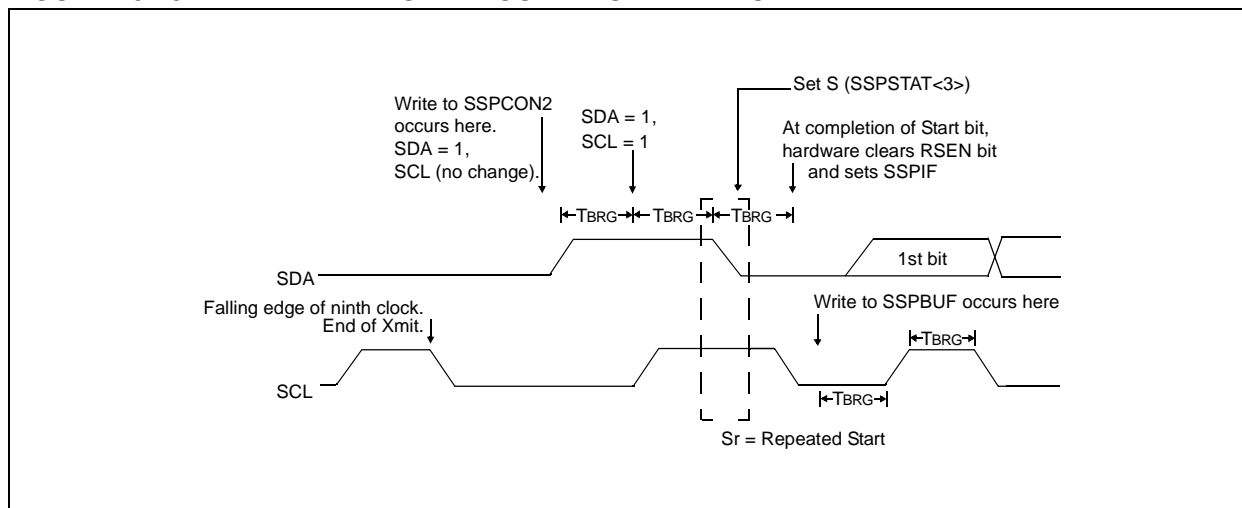 Set S (SSPSTAT<3>)
Write to SSPCON2
occurs here.
SDA = 1,
SCL (no change).
SDA = 1,
SCL = 1
At completion of Start bit,
hardware clears RSEN bit
and sets SSPIF
TBRG
TBRG
TBRG
SDA
1st bit
Falling edge of ninth clock.
End of Xmit.
Write to SSPBUF occurs here
TBRG
SCL
TBRG
Sr = Repeated Start